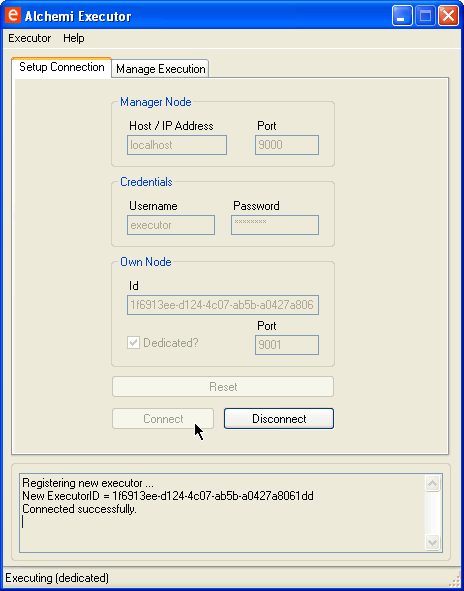 e Alchemi Executor
Executor Help
Setup Connection Manage Execution
Manager Node
Host / IP Address Port
localhost 9000
Credentials
Username Password
executor ********
Own Node
Id
1f6913ee-d124-4c07-ab5b-a0427a806
Dedicated? Port
9001
Reset
Connect Disconnect
Registering new executor ...
New ExecutorID = 1f6913ee-d124-4c07-ab5b-a0427a8061dd
Connected successfully.
Executing (dedicated)